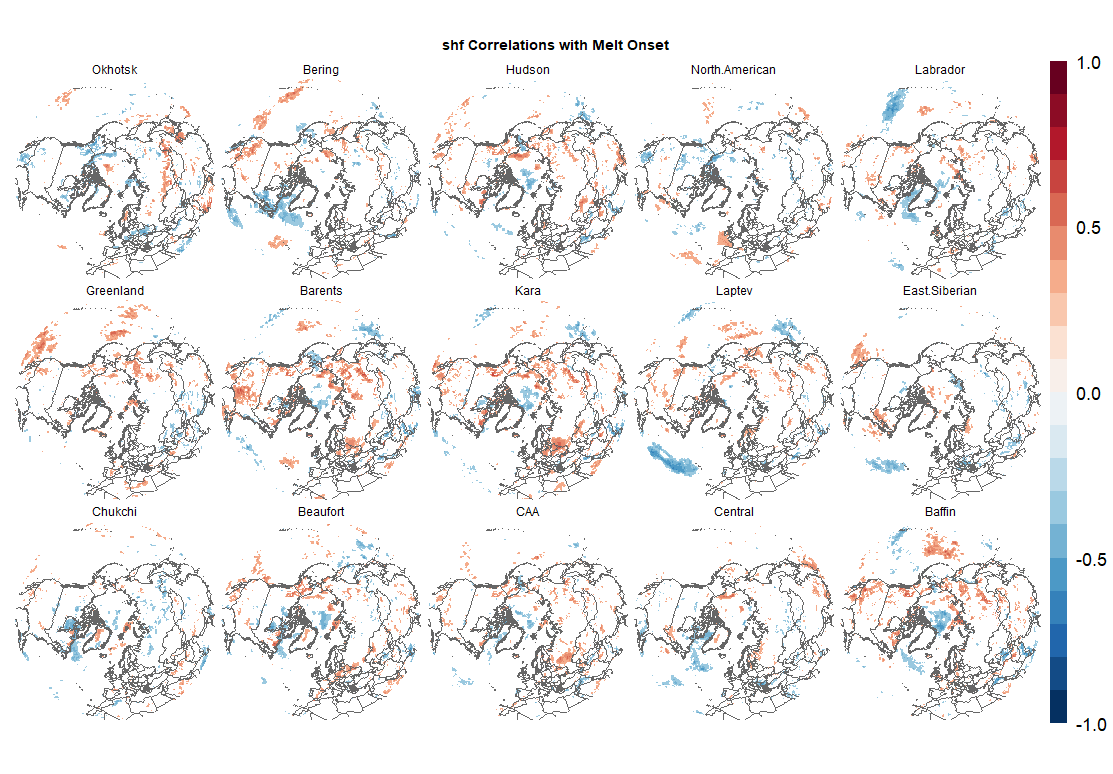 shf Correlations with Melt Onset
Okhotsk
Bering
Hudson
North.American
Labrador
Greenland
Barents
Kara
Laptev
East.Siberian
Chukchi
Beaufort
CAA
Central
Baffin
1.0
0.5
0.0
-0.5
-1.0